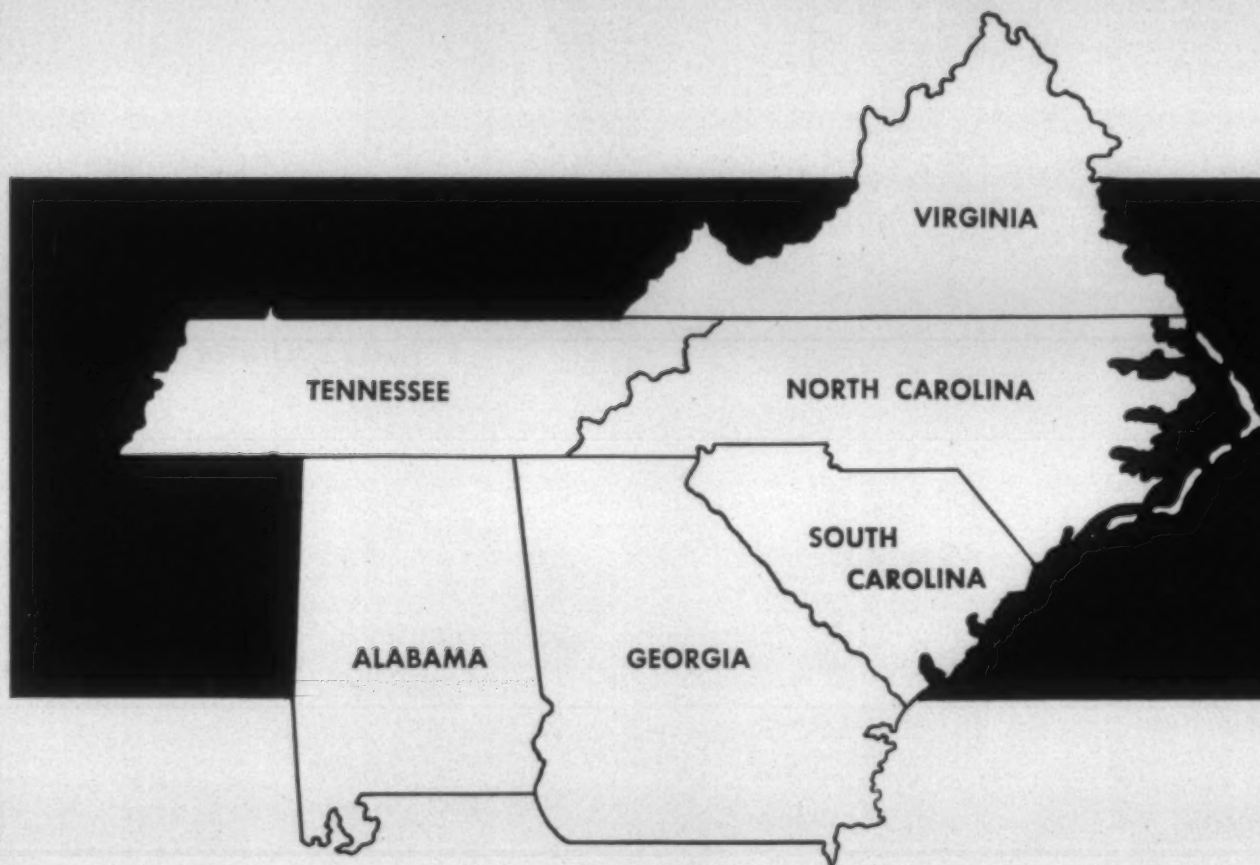 VIRGINIA
TENNESSEE
NORTH CAROLINA
SOUTH
CAROLINA
ALABAMA
GEORGIA